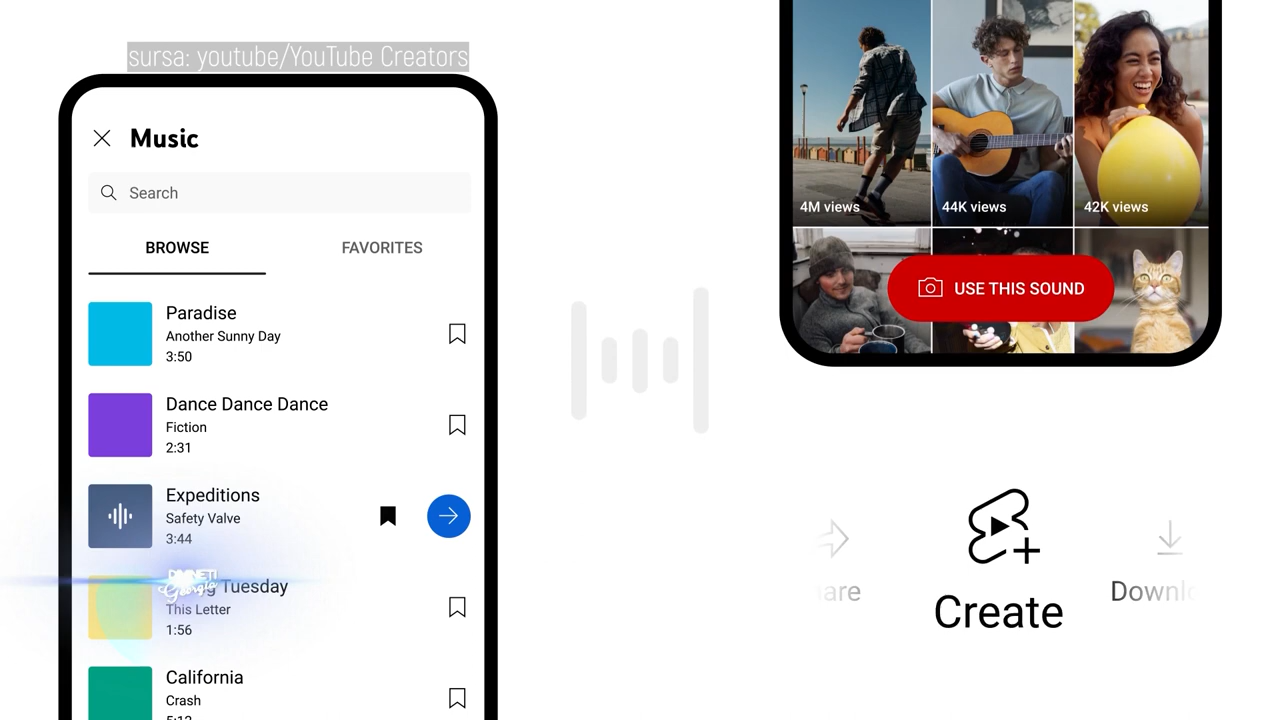 sursa: youtube/YouTube Creators
Music
Search
BROWSE FAVORITES
Paradise
Another Sunny Day
3:50
Dance Dance Dance
Fiction
2:31
Expeditions
Safety Valve
3:44
Tuesday
This Letter
1:56
California
Crash
4M views 44K views 42K views
USE THIS SOUND
Create